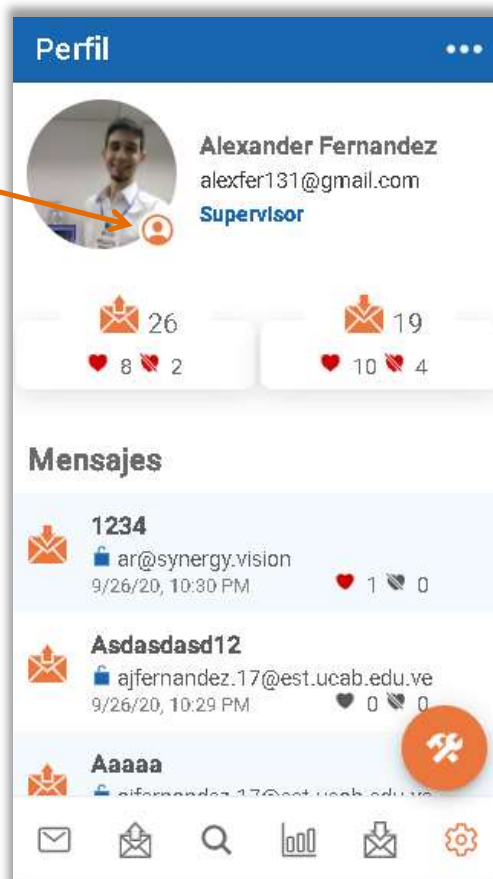 Perfil
Alexander Fernandez
alexfer131@gmail.com
Supervisor
26
19
8 2
10 4
Mensajes
1234
ar@synergy.vision
9/26/20, 10:30 PM 1 0
Asdasdasd12
ajfernandez.17@est.ucab.edu.ve
9/26/20, 10:29 PM 0 0
Aaaaa